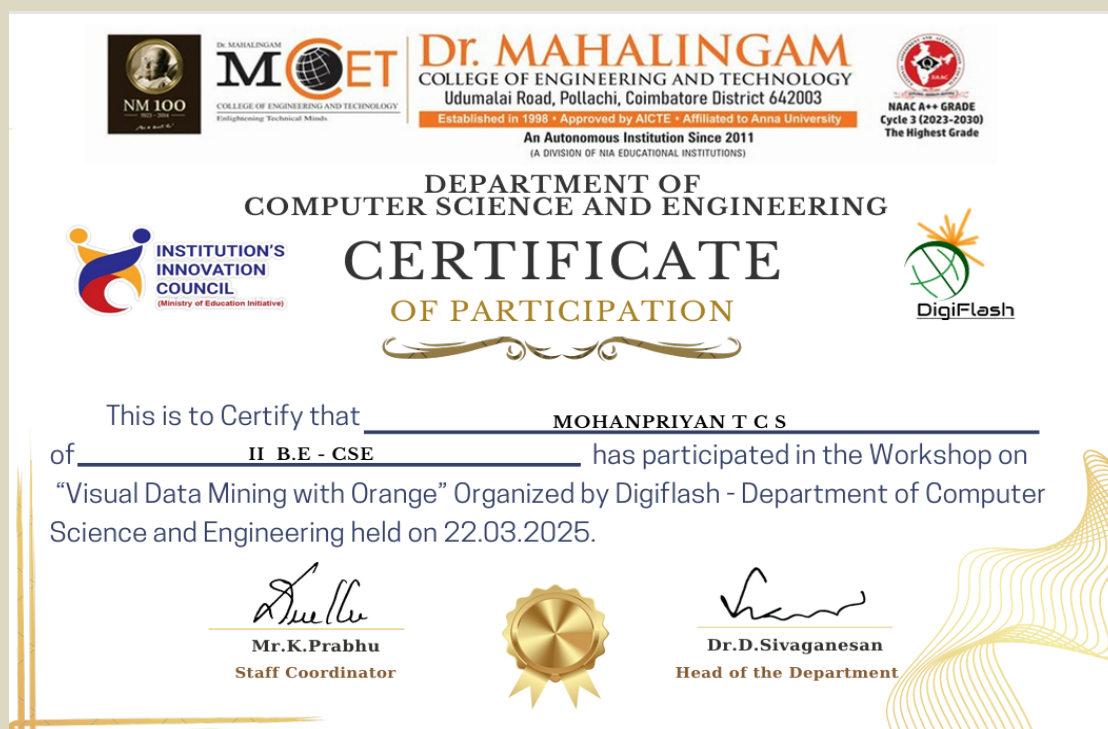 NM 100
1923 - 2014
Dr. MAHALINGAM
MCET
COLLEGE OF ENGINEERING AND TECHNOLOGY
Enlightening Technical Minds
Dr. MAHALINGAM
COLLEGE OF ENGINEERING AND TECHNOLOGY
Udumalai Road, Pollachi, Coimbatore District 642003
Established in 1998 • Approved by AICTE • Affiliated to Anna University
An Autonomous Institution Since 2011
(A DIVISION OF NIA EDUCATIONAL INSTITUTIONS)
NAAC A++ GRADE
Cycle 3 (2023-2030)
The Highest Grade
DEPARTMENT OF
COMPUTER SCIENCE AND ENGINEERING
INSTITUTION'S
INNOVATION
COUNCIL
(Ministry of Education Initiative)
CERTIFICATE
OF PARTICIPATION
DigiFlash
This is to Certify that MOHANPRIYAN T C S
of II B.E - CSE has participated in the Workshop on
“Visual Data Mining with Orange” Organized by Digiflash - Department of Computer
Science and Engineering held on 22.03.2025.
Mr.K.Prabhu
Staff Coordinator
Dr.D.Sivaganesan
Head of the Department